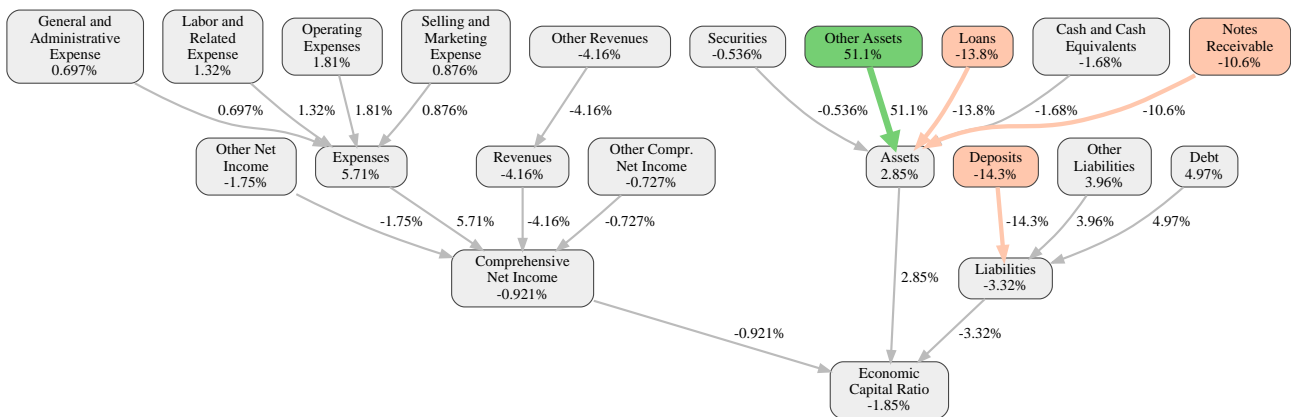 General and
Administrative
Expense
0.697%
Labor and
Related
Expense
1.32%
Operating
Expenses
1.81%
Selling and
Marketing
Expense
0.876%
Other Revenues
-4.16%
Securities
-0.536%
Other Assets
51.1%
Loans
-13.8%
Cash and Cash
Equivalents
-1.68%
Notes
Receivable
-10.6%
0.697%
1.32%
1.81%
0.876%
-4.16%
-0.536%
51.1%
-13.8%
-1.68%
-10.6%
Other Net
Income
-1.75%
Expenses
5.71%
Revenues
-4.16%
Other Compr.
Net Income
-0.727%
Assets
2.85%
Deposits
-14.3%
Other
Liabilities
3.96%
Debt
4.97%
-1.75%
5.71%
-4.16%
-0.727%
-14.3%
3.96%
4.97%
Comprehensive
Net Income
-0.921%
2.85%
Liabilities
-3.32%
-0.921%
-3.32%
Economic
Capital Ratio
-1.85%